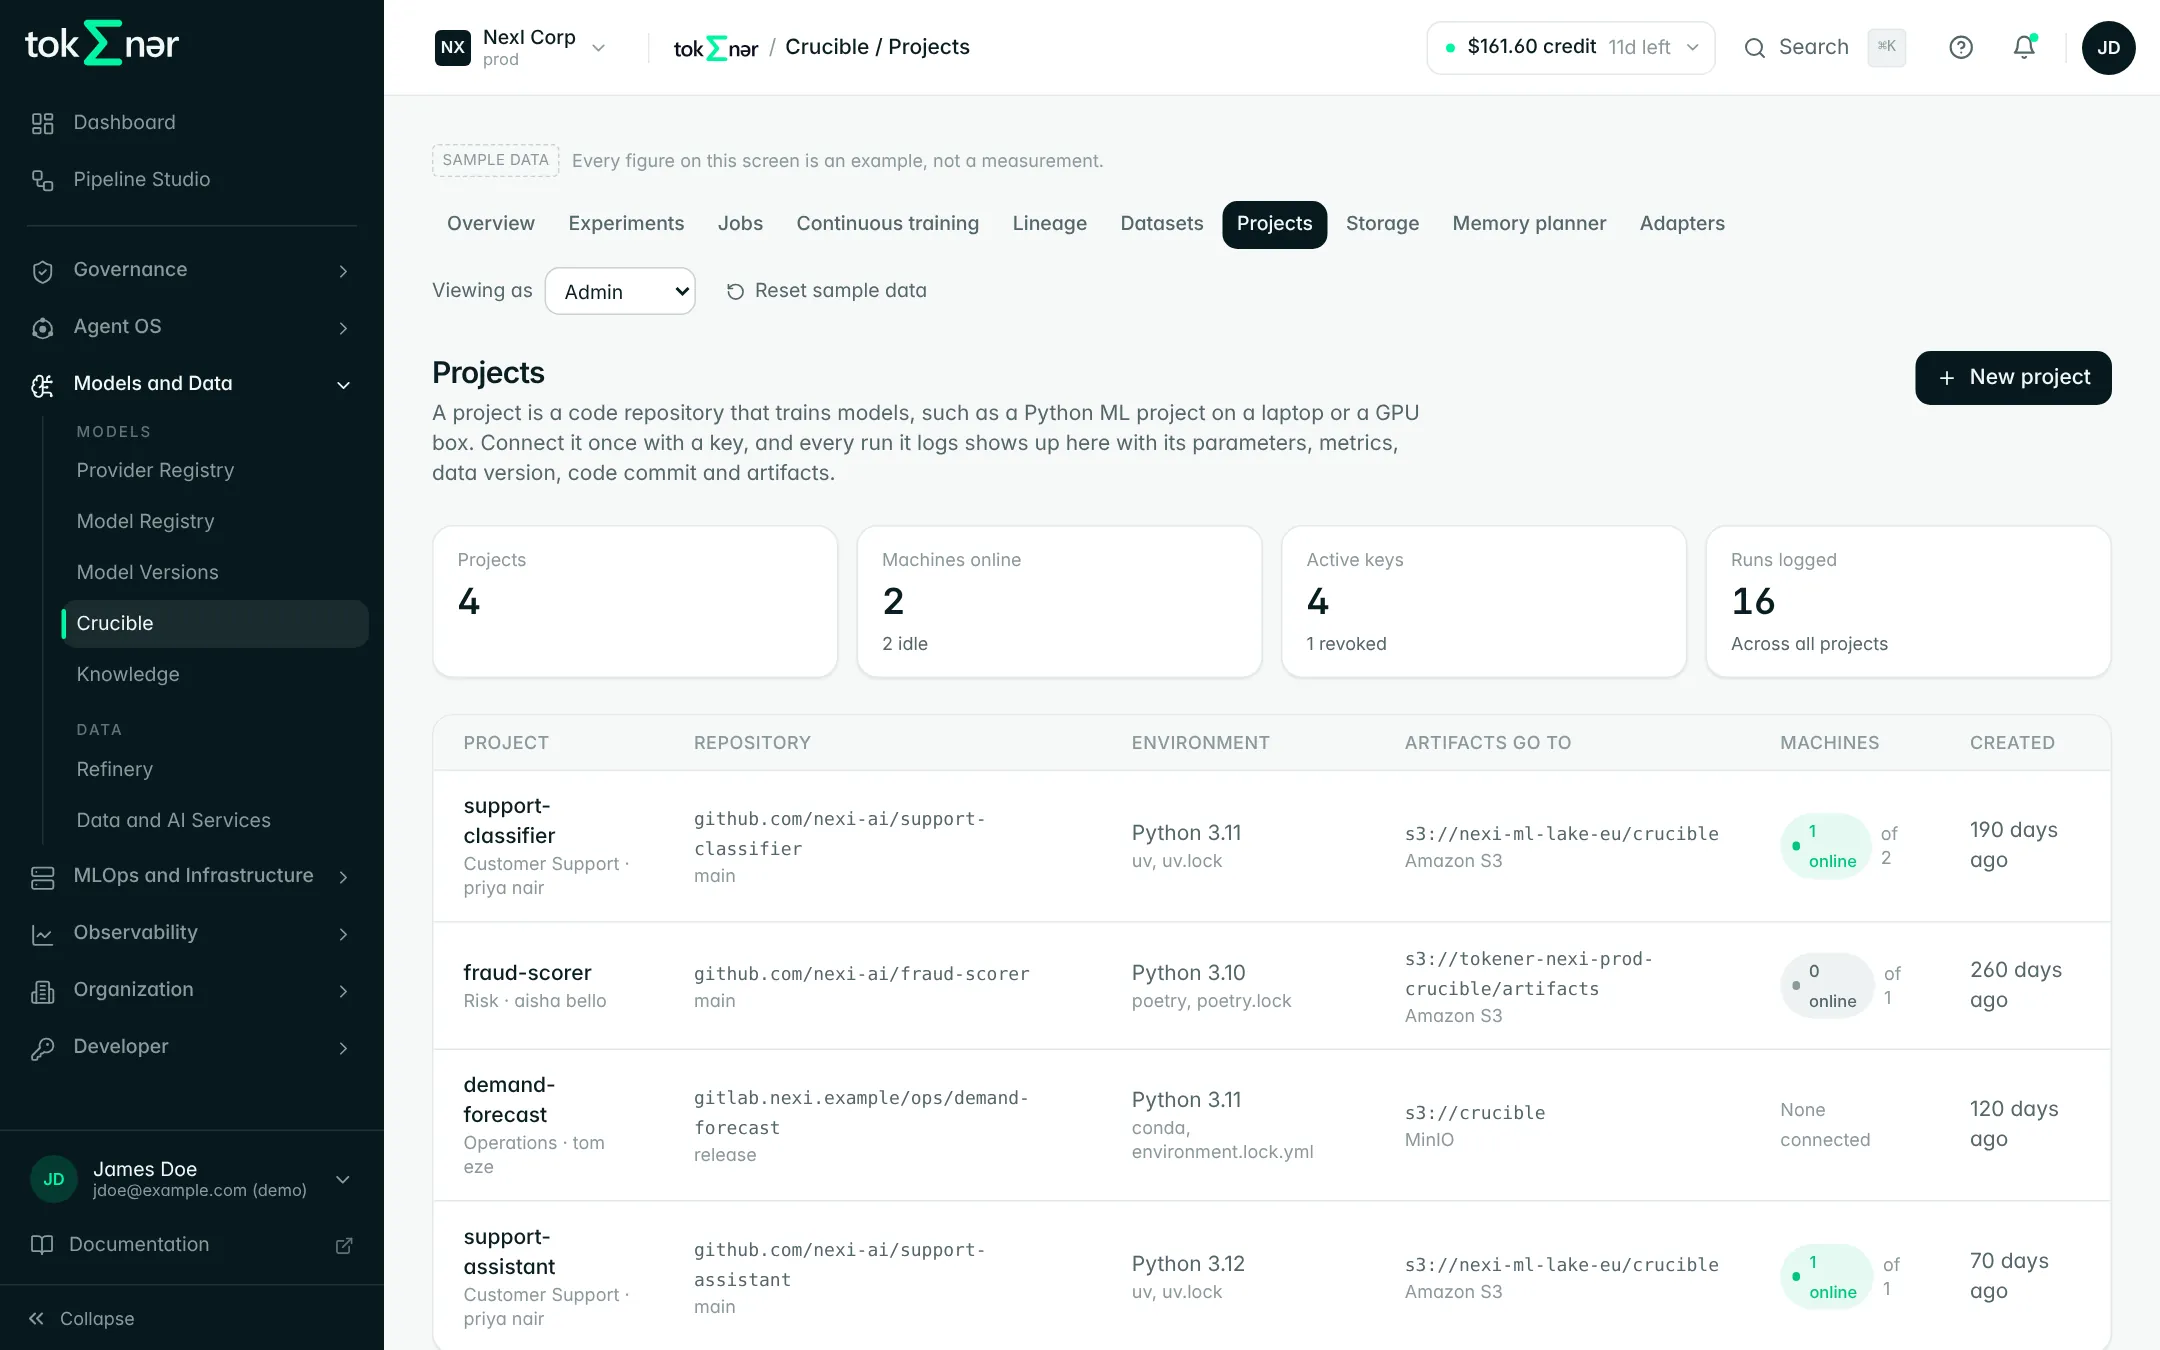 tokΣnər
Dashboard
Pipeline Studio
Governance
Agent OS
Models and Data
MODELS
Provider Registry
Model Registry
Model Versions
Crucible
Knowledge
DATA
Refinery
Data and AI Services
MLOps and Infrastructure
Observability
Organization
Developer
JD
James Doe
jdoe@example.com (demo)
Documentation
Collapse
NX
NexI Corp
prod
tokΣnər / Crucible / Projects
$161.60 credit 11d left
Search ⌘K
JD
SAMPLE DATA Every figure on this screen is an example, not a measurement.
Overview Experiments Jobs Continuous training Lineage Datasets Projects Storage Memory planner Adapters
Viewing as Admin Reset sample data
Projects
New project
A project is a code repository that trains models, such as a Python ML project on a laptop or a GPU
box. Connect it once with a key, and every run it logs shows up here with its parameters, metrics,
data version, code commit and artifacts.
Projects
4
Machines online
2
2 idle
Active keys
4
1 revoked
Runs logged
16
Across all projects
PROJECT REPOSITORY ENVIRONMENT ARTIFACTS GO TO MACHINES CREATED
support-
classifier
Customer Support ·
priya nair
github.com/nexi-ai/support-
classifier
main
Python 3.11
uv, uv.lock
s3://nexi-ml-lake-eu/crucible
Amazon S3
1
online
of
2
190 days
ago
fraud-scorer
Risk · aisha bello
github.com/nexi-ai/fraud-scorer
main
Python 3.10
poetry, poetry.lock
s3://tokener-nexi-prod-
crucible/artifacts
Amazon S3
0
online
of
1
260 days
ago
demand-
forecast
Operations · tom
eze
gitlab.nexi.example/ops/demand-
forecast
release
Python 3.11
conda,
environment.lock.yml
s3://crucible
MinIO
None
connected
120 days
ago
support-
assistant
Customer Support ·
priya nair
github.com/nexi-ai/support-
assistant
main
Python 3.12
uv, uv.lock
s3://nexi-ml-lake-eu/crucible
Amazon S3
1
online
of
1
70 days
ago